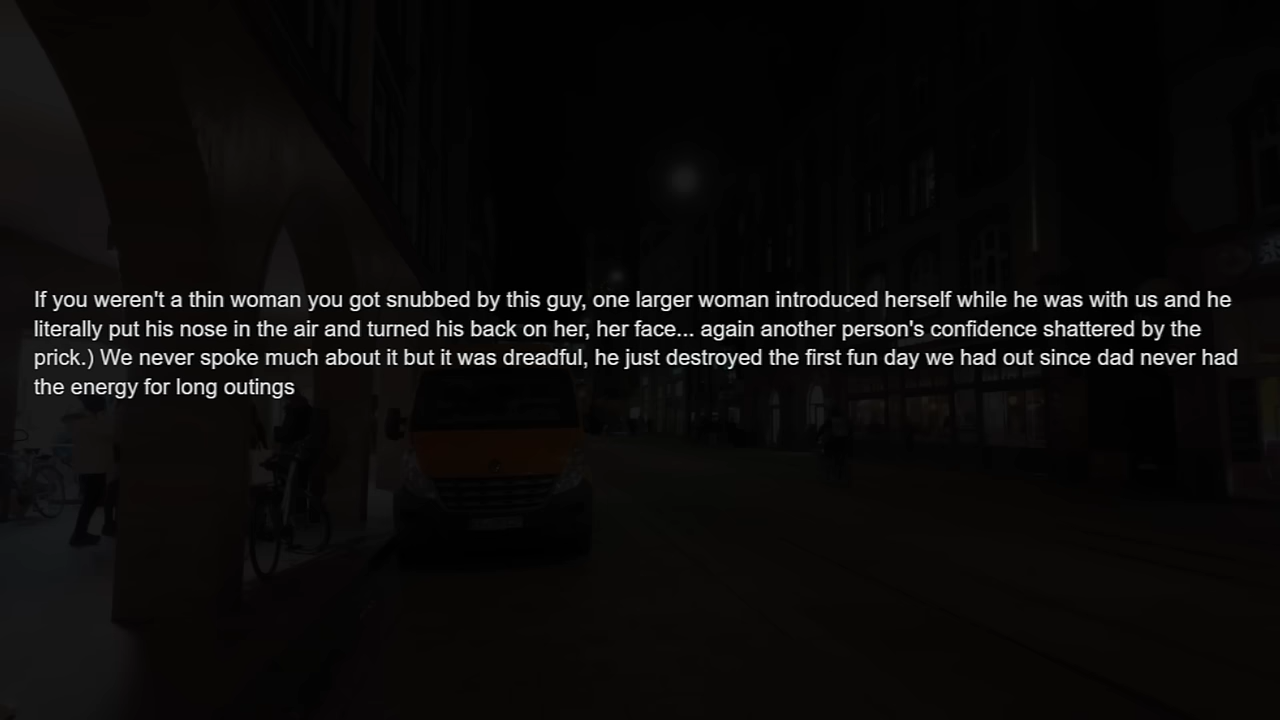 If you weren't a thin woman you got snubbed by this guy, one larger woman introduced herself while he was with us and he
literally put his nose in the air and turned his back on her, her face... again another person's confidence shattered by the
prick.) We never spoke much about it but it was dreadful, he just destroyed the first fun day we had out since dad never had
the energy for long outings